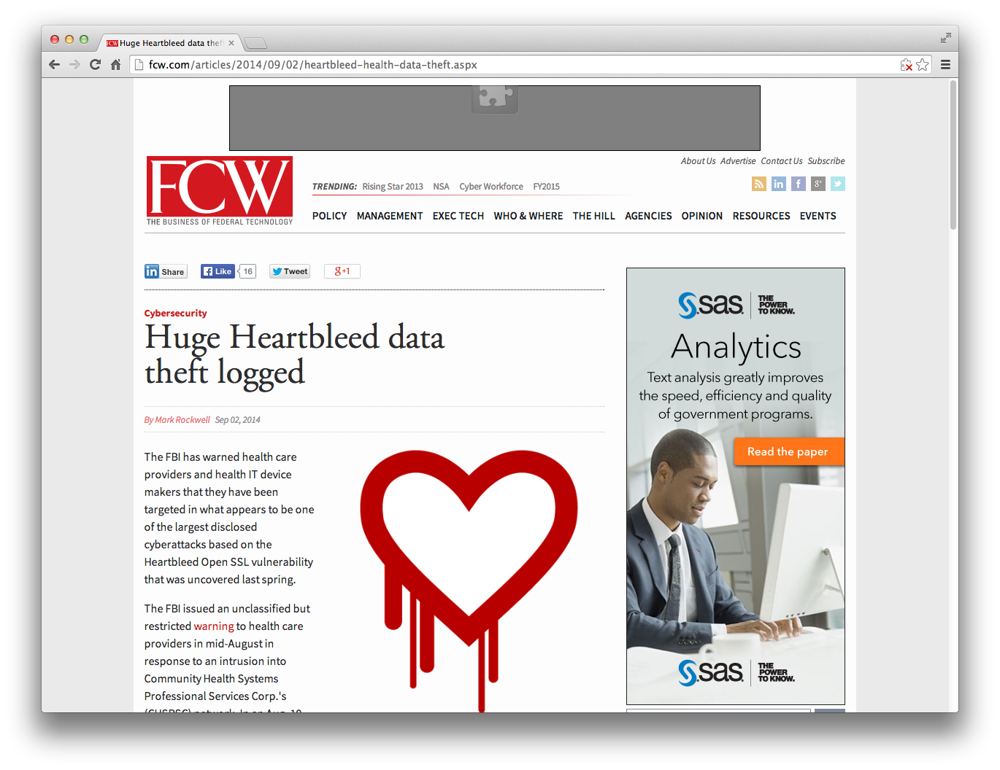 Huge Heartbleed data thef
fcw.com/articles/2014/09/02/heartbleed-health-data-theft.aspx
About Us Advertise Contact Us Subscribe
FCW
THE BUSINESS OF FEDERAL TECHNOLOGY
TRENDING: Rising Star 2013 NSA Cyber Workforce FY2015
POLICY MANAGEMENT EXEC TECH WHO & WHERE THE HILL AGENCIES OPINION RESOURCES EVENTS
in Share Like 16 Tweet g+1
Cybersecurity
Huge Heartbleed data
theft logged
By Mark Rockwell Sep 02, 2014
The FBI has warned health care
providers and health IT device
makers that they have been
targeted in what appears to be one
of the largest disclosed
cyberattacks based on the
Heartbleed Open SSL vulnerability
that was uncovered last spring.
The FBI issued an unclassified but
restricted warning to health care
providers in mid-August in
response to an intrusion into
Community Health Systems
Professional Services Corp.'s
(CHSPSC) network. In an Aug. 19
sas THE
POWER
TO KNOW.
Analytics
Text analysis greatly improves
the speed, efficiency and quality
of government programs.
Read the paper
sas THE
POWER
TO KNOW.